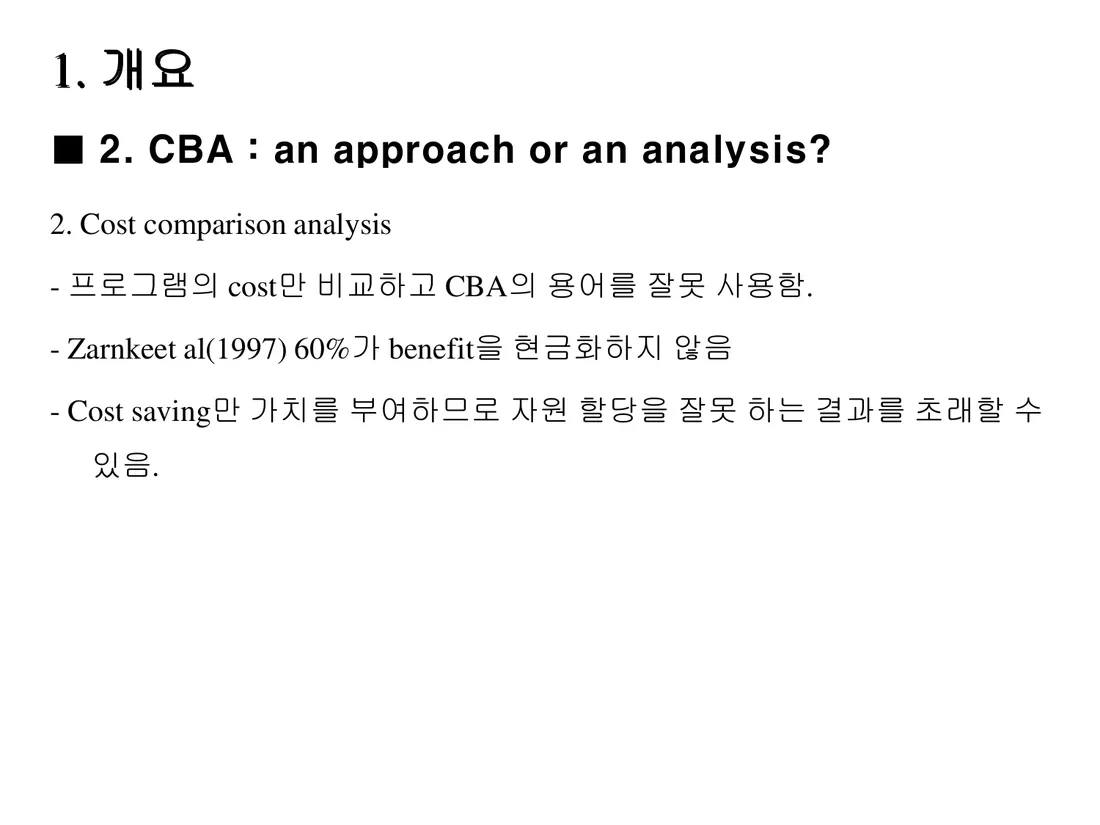 1. 개요
■ 2. CBA : an approach or an analysis?
2. Cost comparison analysis
- 프로그램의 cost만 비교하고 CBA의 용어를 잘못 사용함.
- Zarnkeet al(1997) 60%가 benefit을 현금화하지 않음
- Cost saving만 가치를 부여하므로 자원 할당을 잘못 하는 결과를 초래할 수
있음.